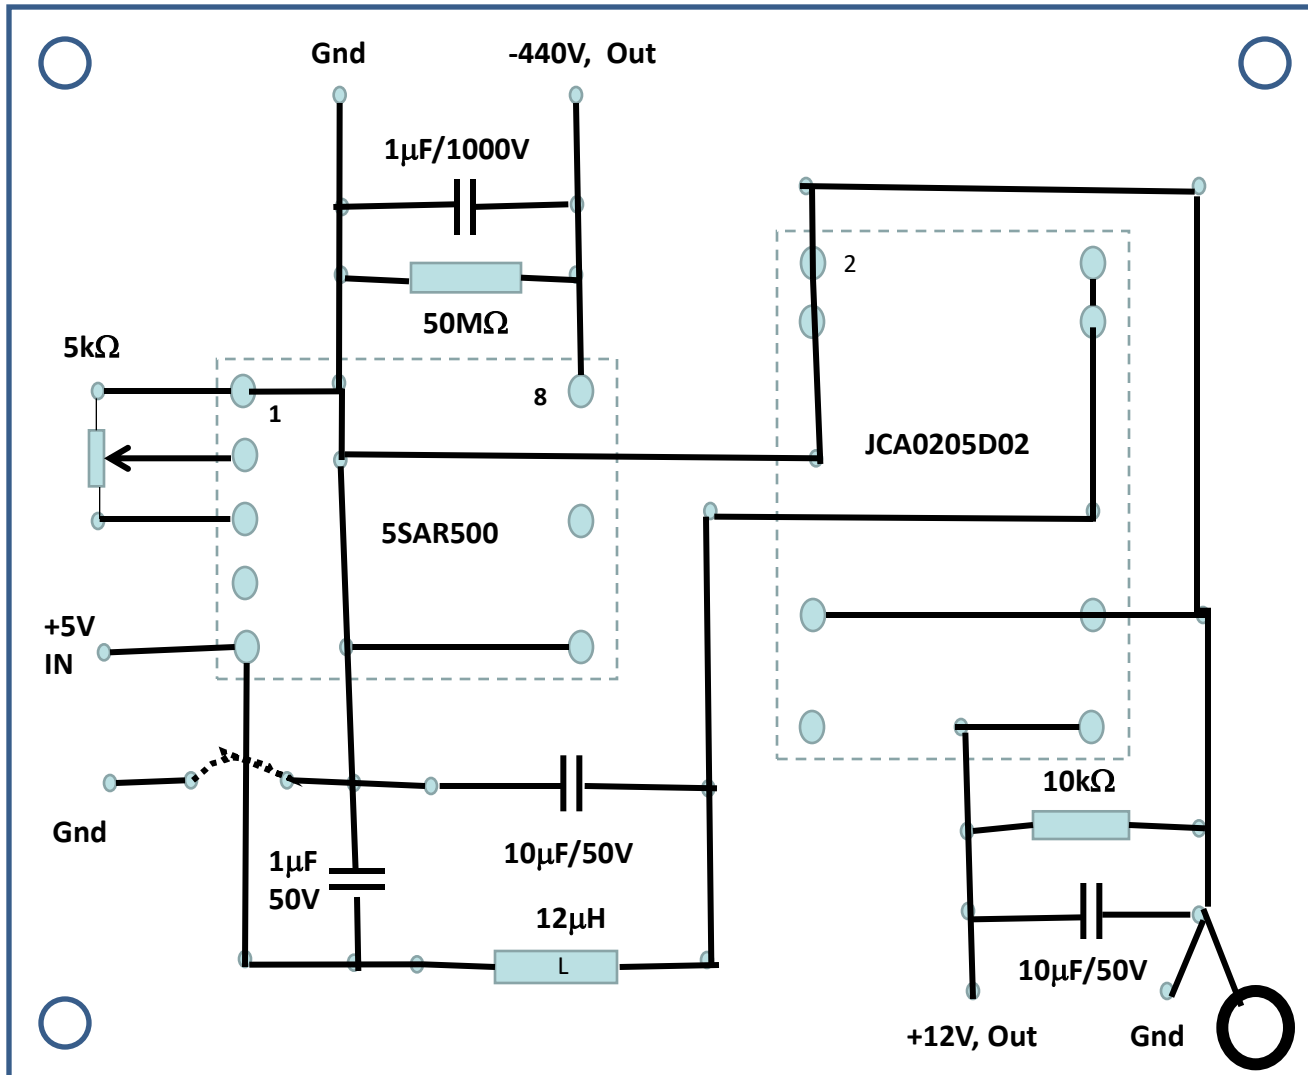 Gnd
-440V, Out
1μF/1000V
2
50MΩ
5kΩ
8
1
JCA0205D02
5SAR500
+5V
IN
10kΩ
Gnd
1μF
50V
10μF/50V
12μH
L
10μF/50V
+12V, Out
Gnd